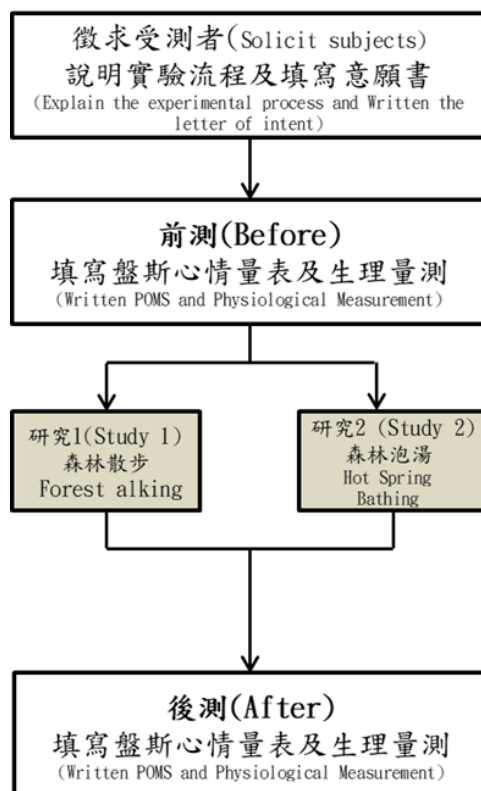 徵求受測者(Solicit subjects)
說明實驗流程及填寫意願書
(Explain the experimental process and Written the
letter of intent)
前測(Before)
填寫盤斯心情量表及生理量測
(Written POMS and Physiological Measurement)
研究1(Study 1)
森林散步
Forest alking
研究2 (Study 2)
森林泡湯
Hot Spring
Bathing
後測(After)
填寫盤斯心情量表及生理量測
(Written POMS and Physiological Measurement)